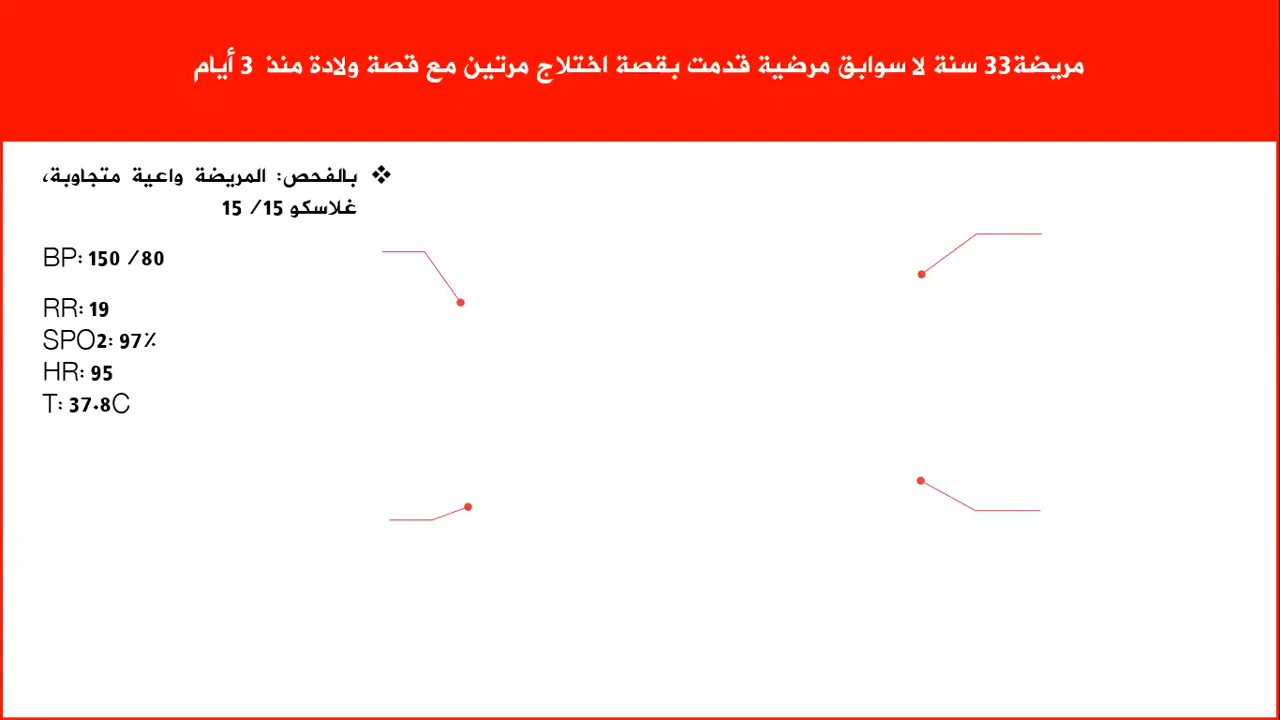 مريضة33 سنة لا سوابق مرضية قدمت بقصة اختلاج مرتين مع قصة ولادة منذ 3 أيام
❖ بالفحص: المريضة واعية متجاوبة،
غلاسكو 15/ 15
BP: 150 /80
RR: 19
SPO2: 97٪
HR: 95
T: 37.8C